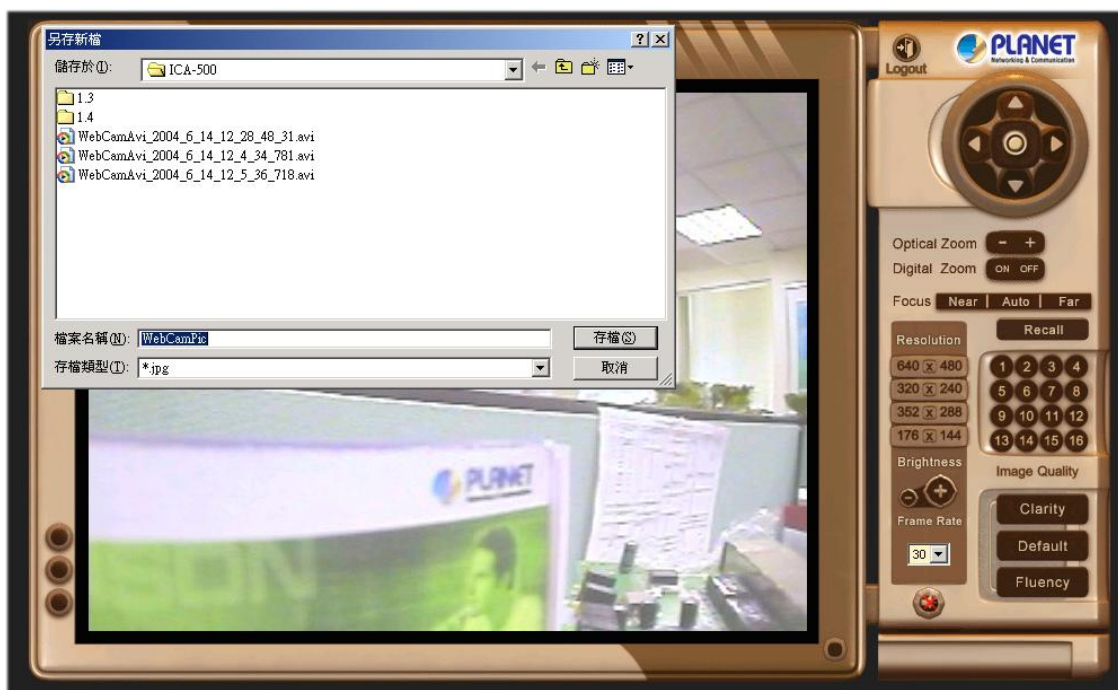 另存新檔
儲存於(I): ICA-500
1.3
1.4
WebCamAvi_2004_6_14_12_28_48_31.avi
WebCamAvi_2004_6_14_12_4_34_781.avi
WebCamAvi_2004_6_14_12_5_36_718.avi
檔案名稱(N): WebCamPic 存檔(S)
存檔類型(T): *.jpg 取消
PLANET
Logout
PLANET
Networking & Communication
Optical Zoom - +
Digital Zoom ON OFF
Focus Near Auto Far
Recall
Resolution
640 x 480
320 x 240
352 x 288
176 x 144
1 2 3 4
5 6 7 8
9 10 11 12
13 14 15 16
Brightness
- +
Frame Rate
30
Image Quality
Clarity
Default
Fluency